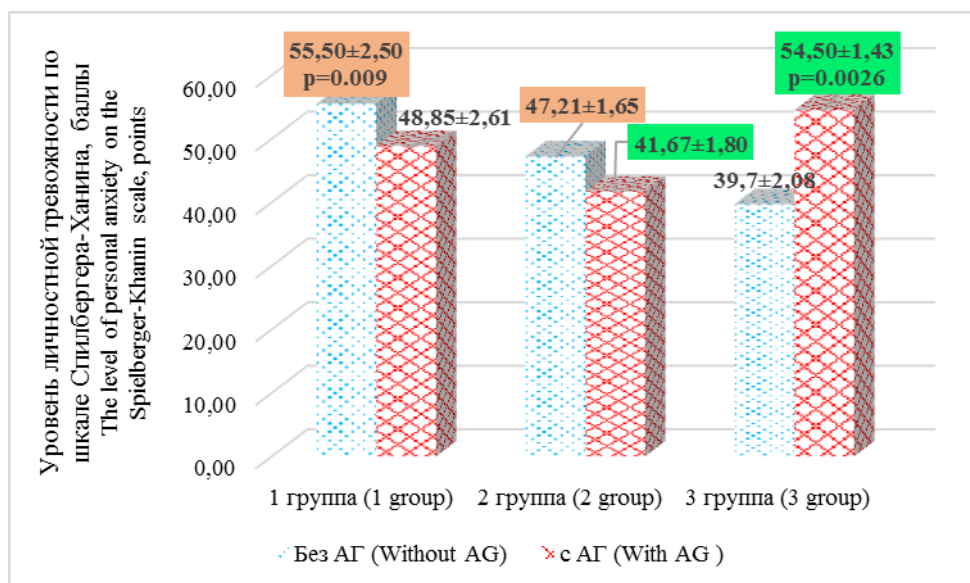 Уровень личностной тревожности по
шкале Спилбергера-Ханина, баллы
The level of personal anxiety on the
Spielberger-Khanin scale, points
60,00
50,00
40,00
30,00
20,00
10,00
0,00
55,50±2,50
p=0.009
48,85±2,61
47,21±1,65
41,67±1,80
39,7±2,08
54,50±1,43
p=0.0026
1 группа (1 group)
2 группа (2 group)
3 группа (3 group)
Без АГ (Without AG)
с АГ (With AG )